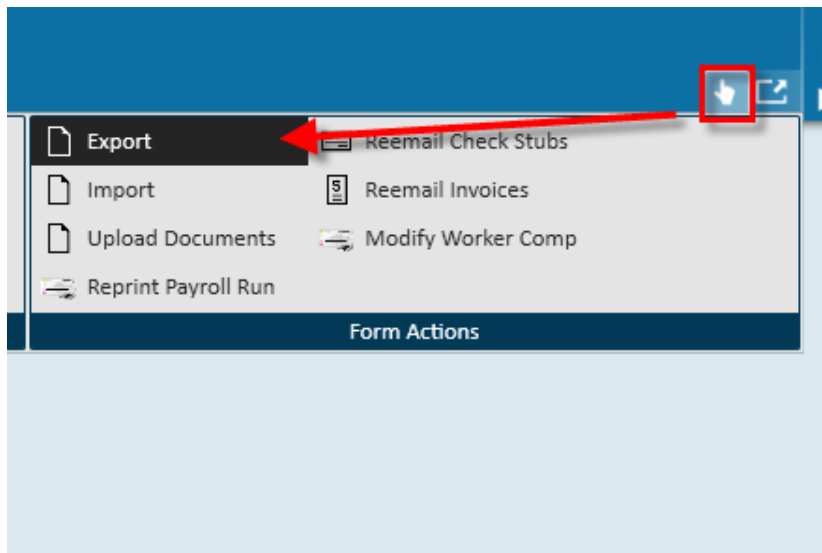 Export
Reemail Check Stubs
Import
Reemail Invoices
Upload Documents
Modify Worker Comp
Reprint Payroll Run
Form Actions